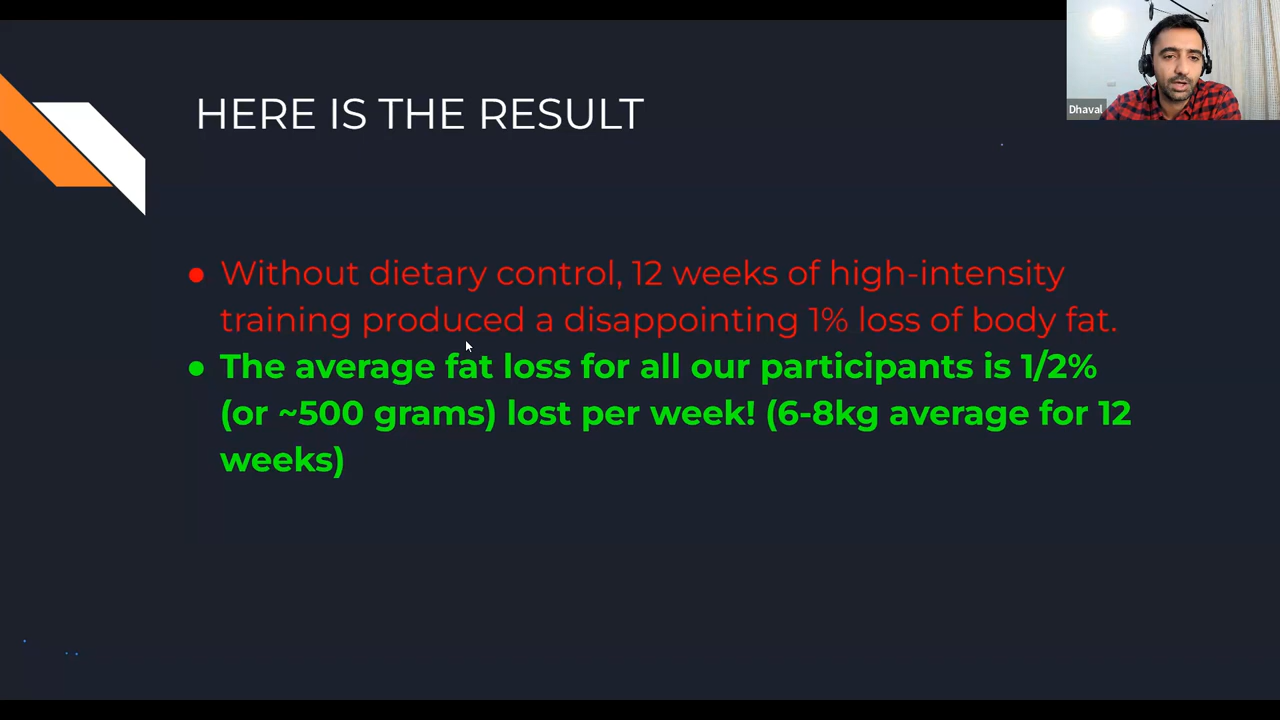 Dhaval
HERE IS THE RESULT
● Without dietary control, 12 weeks of high-intensity
training produced a disappointing 1% loss of body fat.
● The average fat loss for all our participants is 1/2%
(or ~500 grams) lost per week! (6-8kg average for 12
weeks)